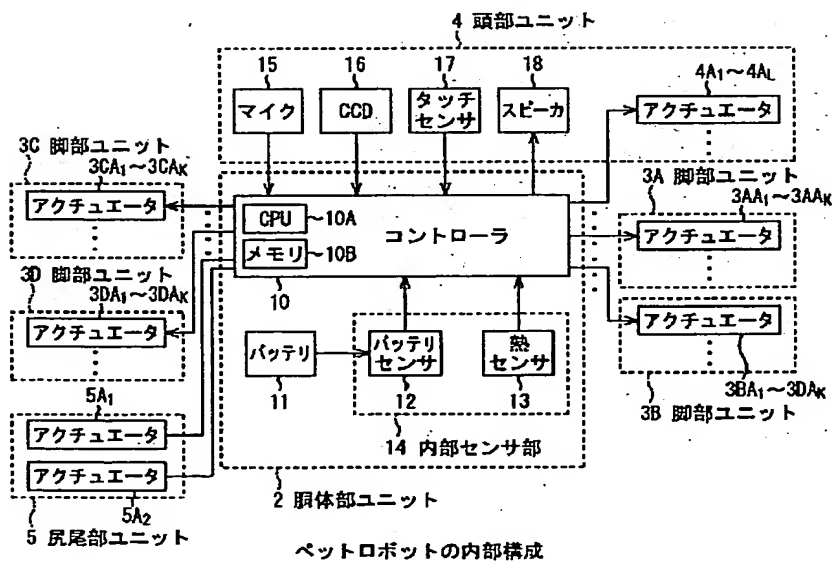 4 頭部ユニット
15
16
17
18
4A1～4AL
マイク
CCD
タッチ
センサ
スピーカ
アクチュエータ
3C 脚部ユニット
3CA1～3CAK
アクチュエータ
3A 脚部ユニット
3AA1～3AAK
アクチュエータ
CPU
10A
メモリ
10B
コントローラ
10
3D 脚部ユニット
3DA1～3DAK
アクチュエータ
アクチュエータ
3BA1～3DAK
3B 脚部ユニット
バッテリ
11
バッテリ
センサ
12
熱
センサ
13
14 内部センサ部
5A1
アクチュエータ
アクチュエータ
5A2
5 尻尾部ユニット
2 胴体部ユニット
ペットロボットの内部構成